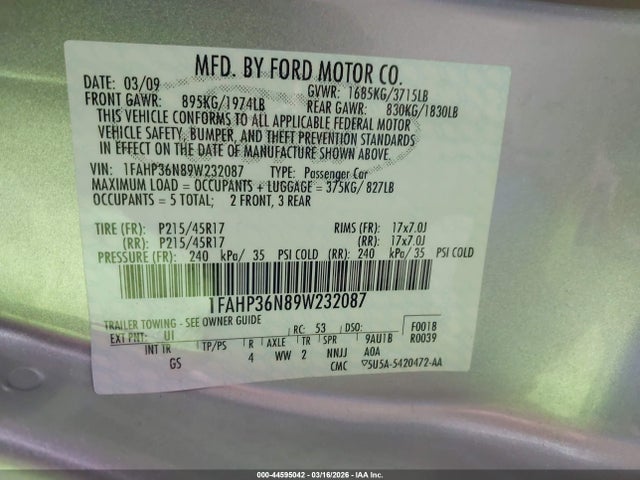 MFD. BY FORD MOTOR CO.
DATE: 03/09 GVWR: 1685KG/3715LB
FRONT GAWR: 895KG/1974LB REAR GAWR: 830KG/1830LB
THIS VEHICLE CONFORMS TO ALL APPLICABLE FEDERAL MOTOR
VEHICLE SAFETY, BUMPER, AND THEFT PREVENTION STANDARDS
IN EFFECT ON THE DATE OF MANUFACTURE SHOWN ABOVE.
VIN: 1FAHP36N89W232087 TYPE: Passenger Car
MAXIMUM LOAD = OCCUPANTS + LUGGAGE = 375KG/ 827LB
OCCUPANTS = 5 TOTAL; 2 FRONT, 3 REAR
TIRE (FR): P215/45R17 RIMS (FR): 17x7.0J
(RR): P215/45R17 (RR): 17x7.0J
PRESSURE (FR): 240 kPa/ 35 PSI COLD (RR): 240 kPa/ 35 PSI COLD
1FAHP36N89W232087
TRAILER TOWING - SEE OWNER GUIDE
EXT PNT: UI RC: 53 DSO: F001B
INT TR TP/PS R AXLE TR SPR 9AU1B R0039
GS 4 WW 2 NNJJ A0A
CMC 5U5A-5420472-AA
000-44595042 - 03/16/2026 - IAA Inc.